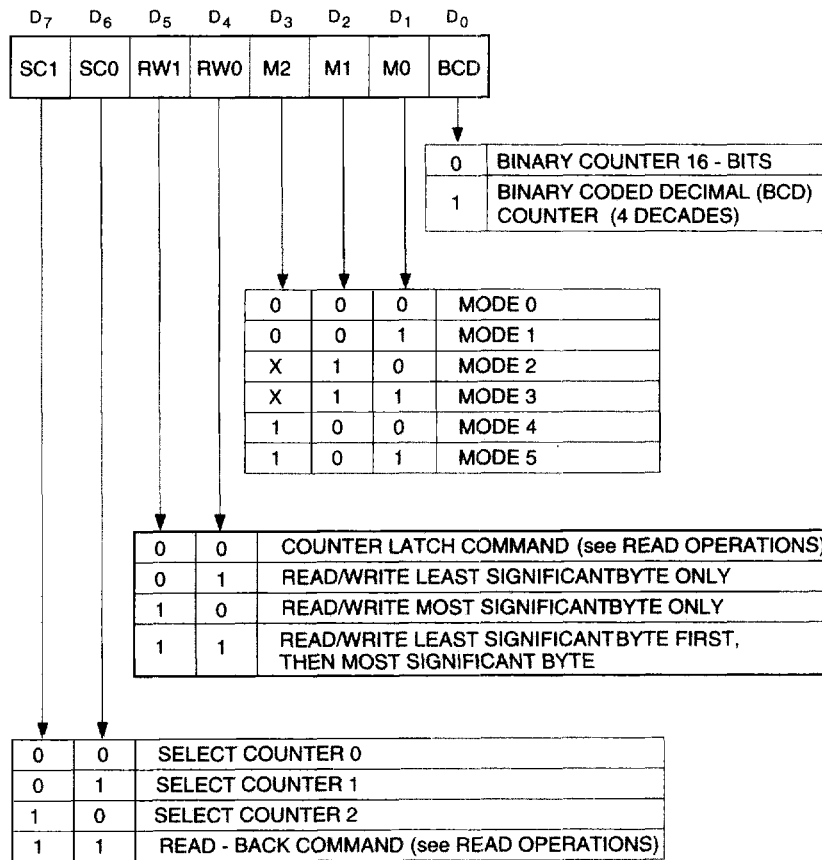 D7 D6 D5 D4 D3 D2 D1 D0
SC1 SC0 RW1 RW0 M2 M1 M0 BCD
0 BINARY COUNTER 16 - BITS
1 BINARY CODED DECIMAL (BCD)
COUNTER (4 DECADES)
0 0 0 MODE 0
0 0 1 MODE 1
X 1 0 MODE 2
X 1 1 MODE 3
1 0 0 MODE 4
1 0 1 MODE 5
0 0 COUNTER LATCH COMMAND (see READ OPERATIONS)
0 1 READ/WRITE LEAST SIGNIFICANTBYTE ONLY
1 0 READ/WRITE MOST SIGNIFICANTBYTE ONLY
1 1 READ/WRITE LEAST SIGNIFICANTBYTE FIRST,
THEN MOST SIGNIFICANT BYTE
0 0 SELECT COUNTER 0
0 1 SELECT COUNTER 1
1 0 SELECT COUNTER 2
1 1 READ - BACK COMMAND (see READ OPERATIONS)